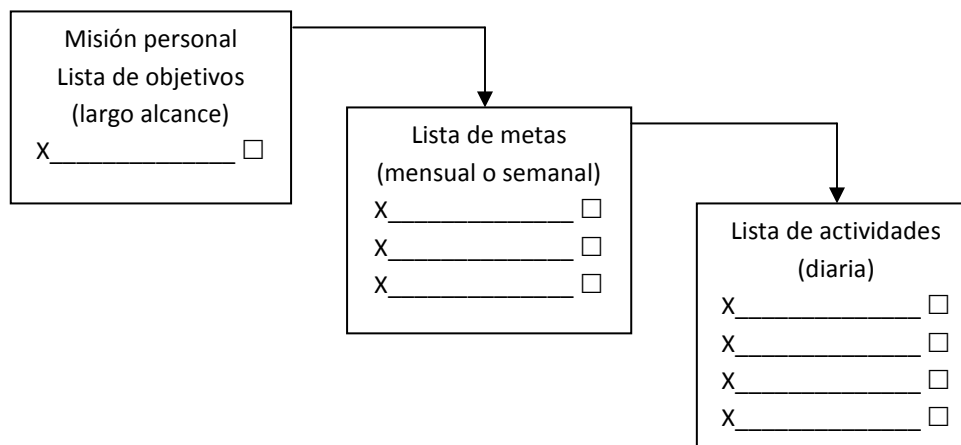 Misión personal
Lista de objetivos
(largo alcance)
X______________ ☐
Lista de metas
(mensual o semanal)
X______________ ☐
X______________ ☐
X______________ ☐
Lista de actividades
(diaria)
X______________ ☐
X______________ ☐
X______________ ☐
X______________ ☐